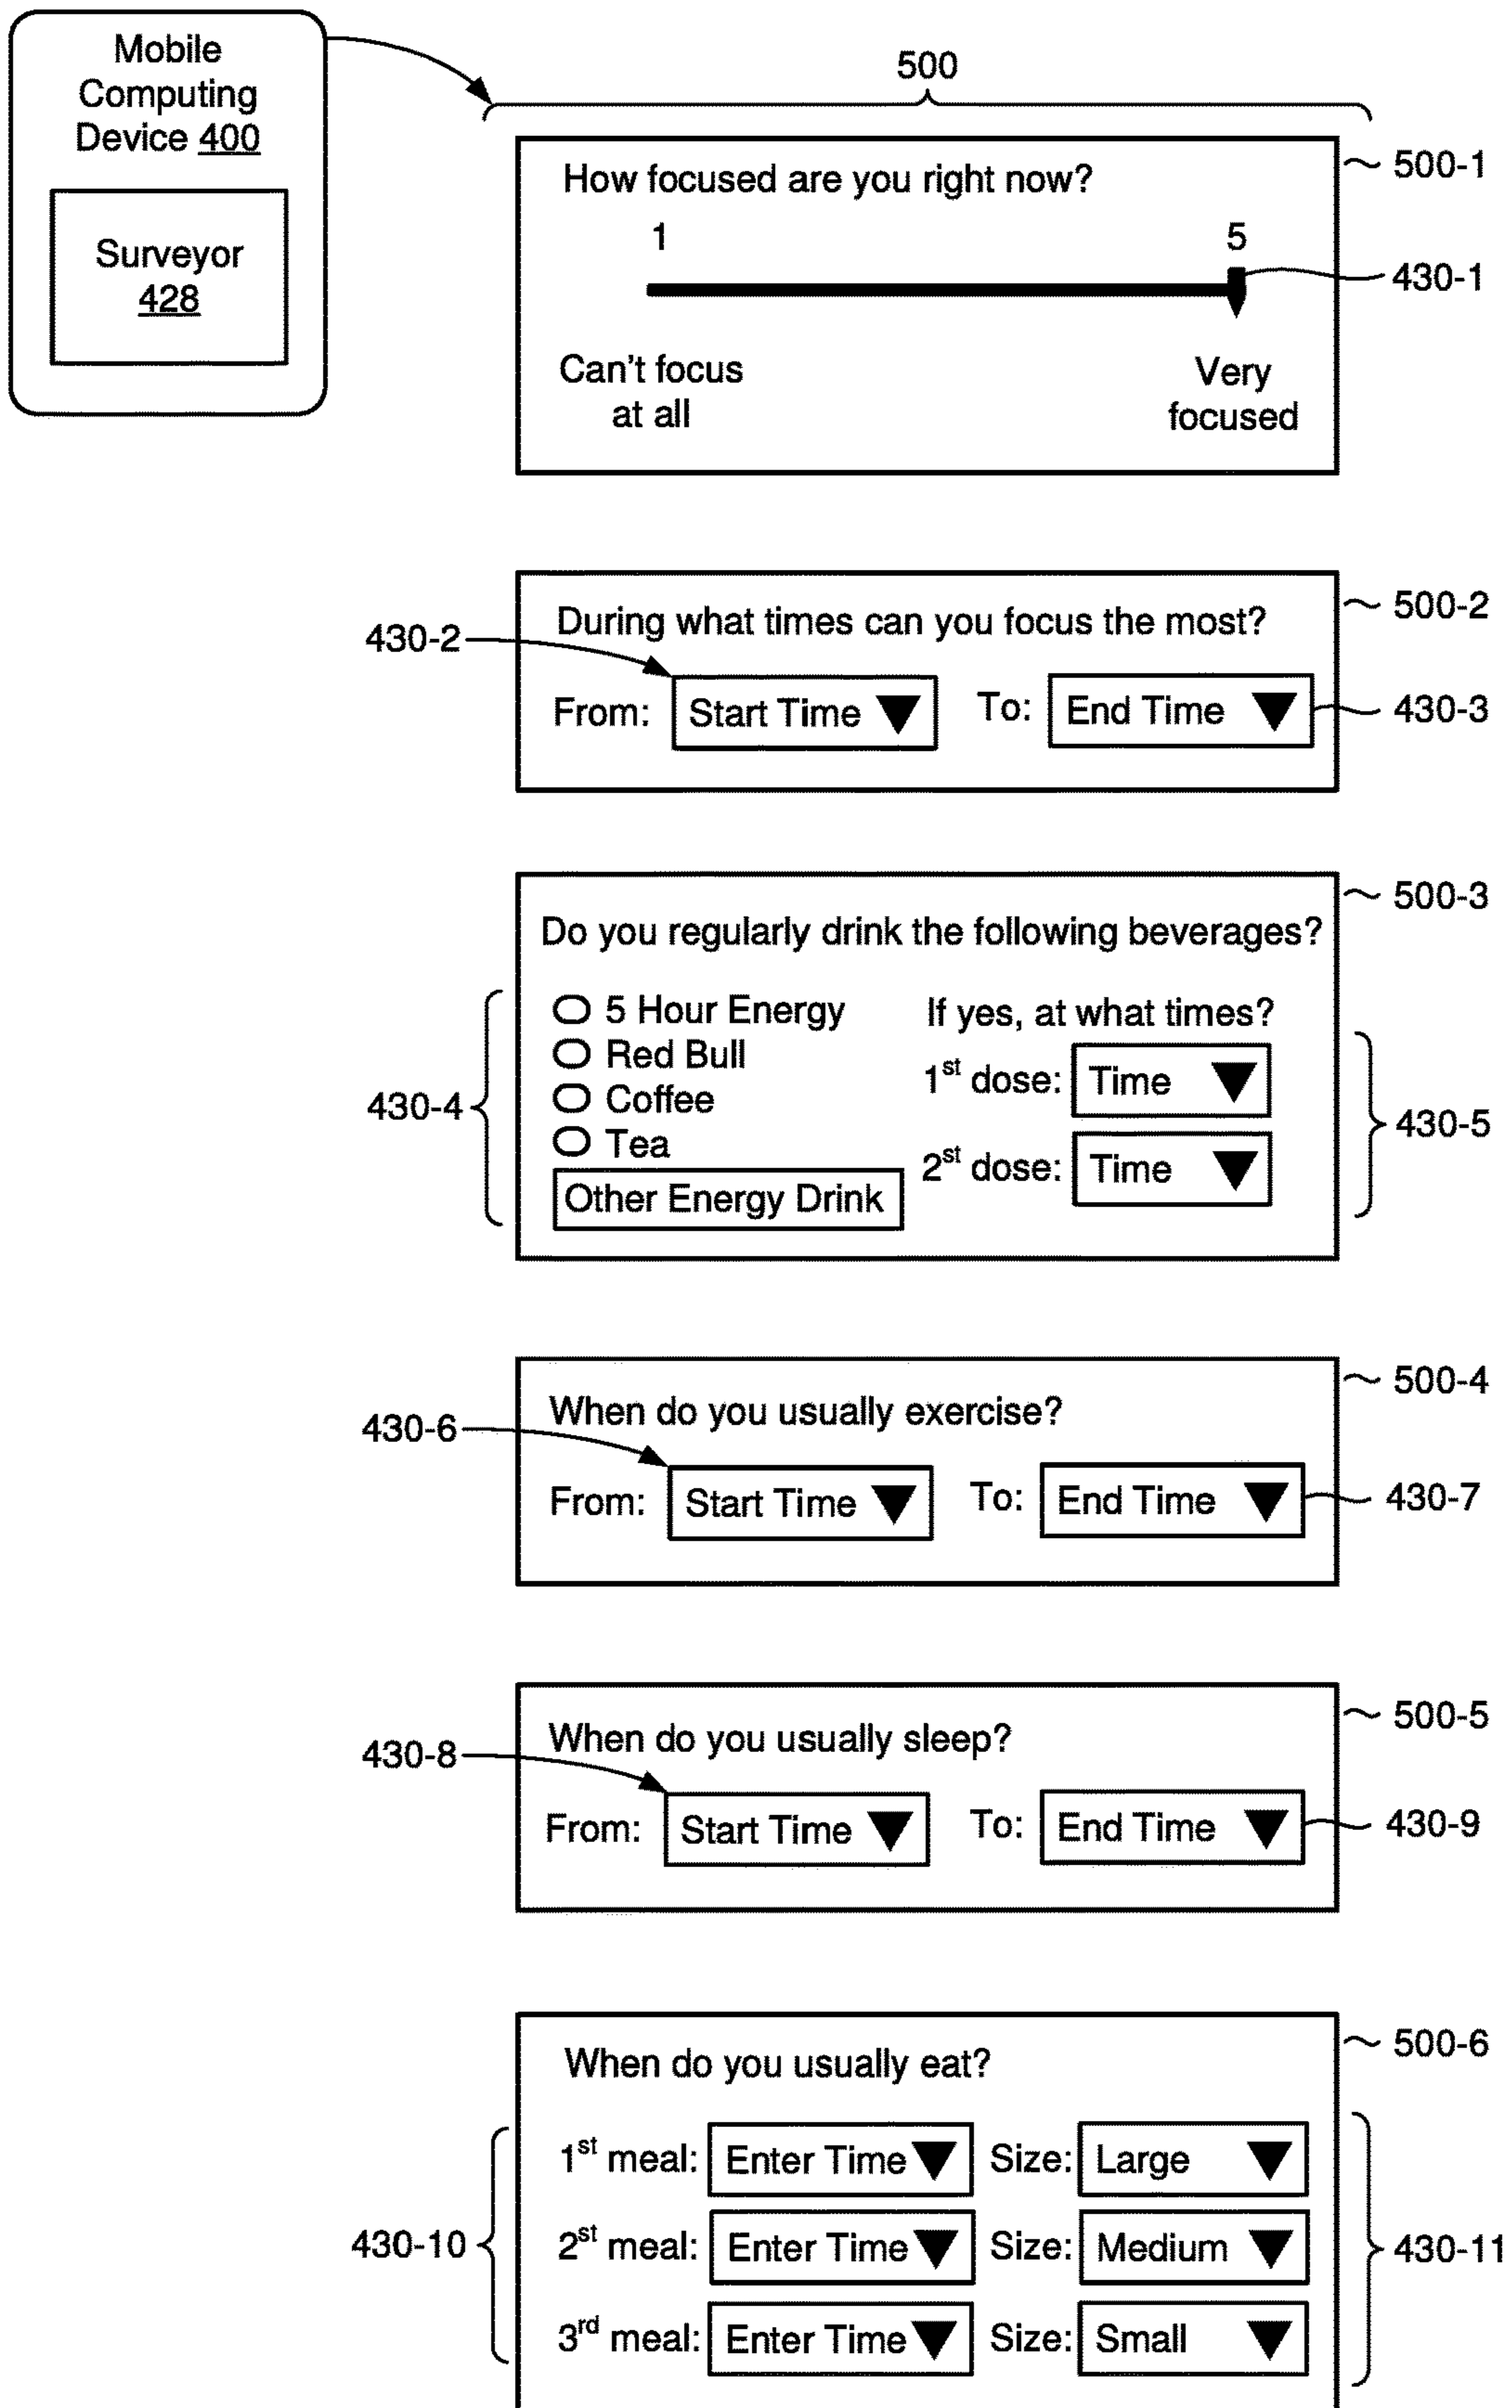 Mobile
Computing
Device 400
Surveyor
428
500
500-1
How focused are you right now?
1 5
430-1
Can't focus
at all
Very
focused
500-2
During what times can you focus the most?
430-2
From: Start Time To: End Time
430-3
500-3
Do you regularly drink the following beverages?
430-4
5 Hour Energy
Red Bull
Coffee
Tea
Other Energy Drink
If yes, at what times?
1st dose: Time
2st dose: Time
430-5
500-4
When do you usually exercise?
430-6
From: Start Time To: End Time
430-7
500-5
When do you usually sleep?
430-8
From: Start Time To: End Time
430-9
500-6
When do you usually eat?
1st meal: Enter Time Size: Large
430-10
2st meal: Enter Time Size: Medium
430-11
3rd meal: Enter Time Size: Small